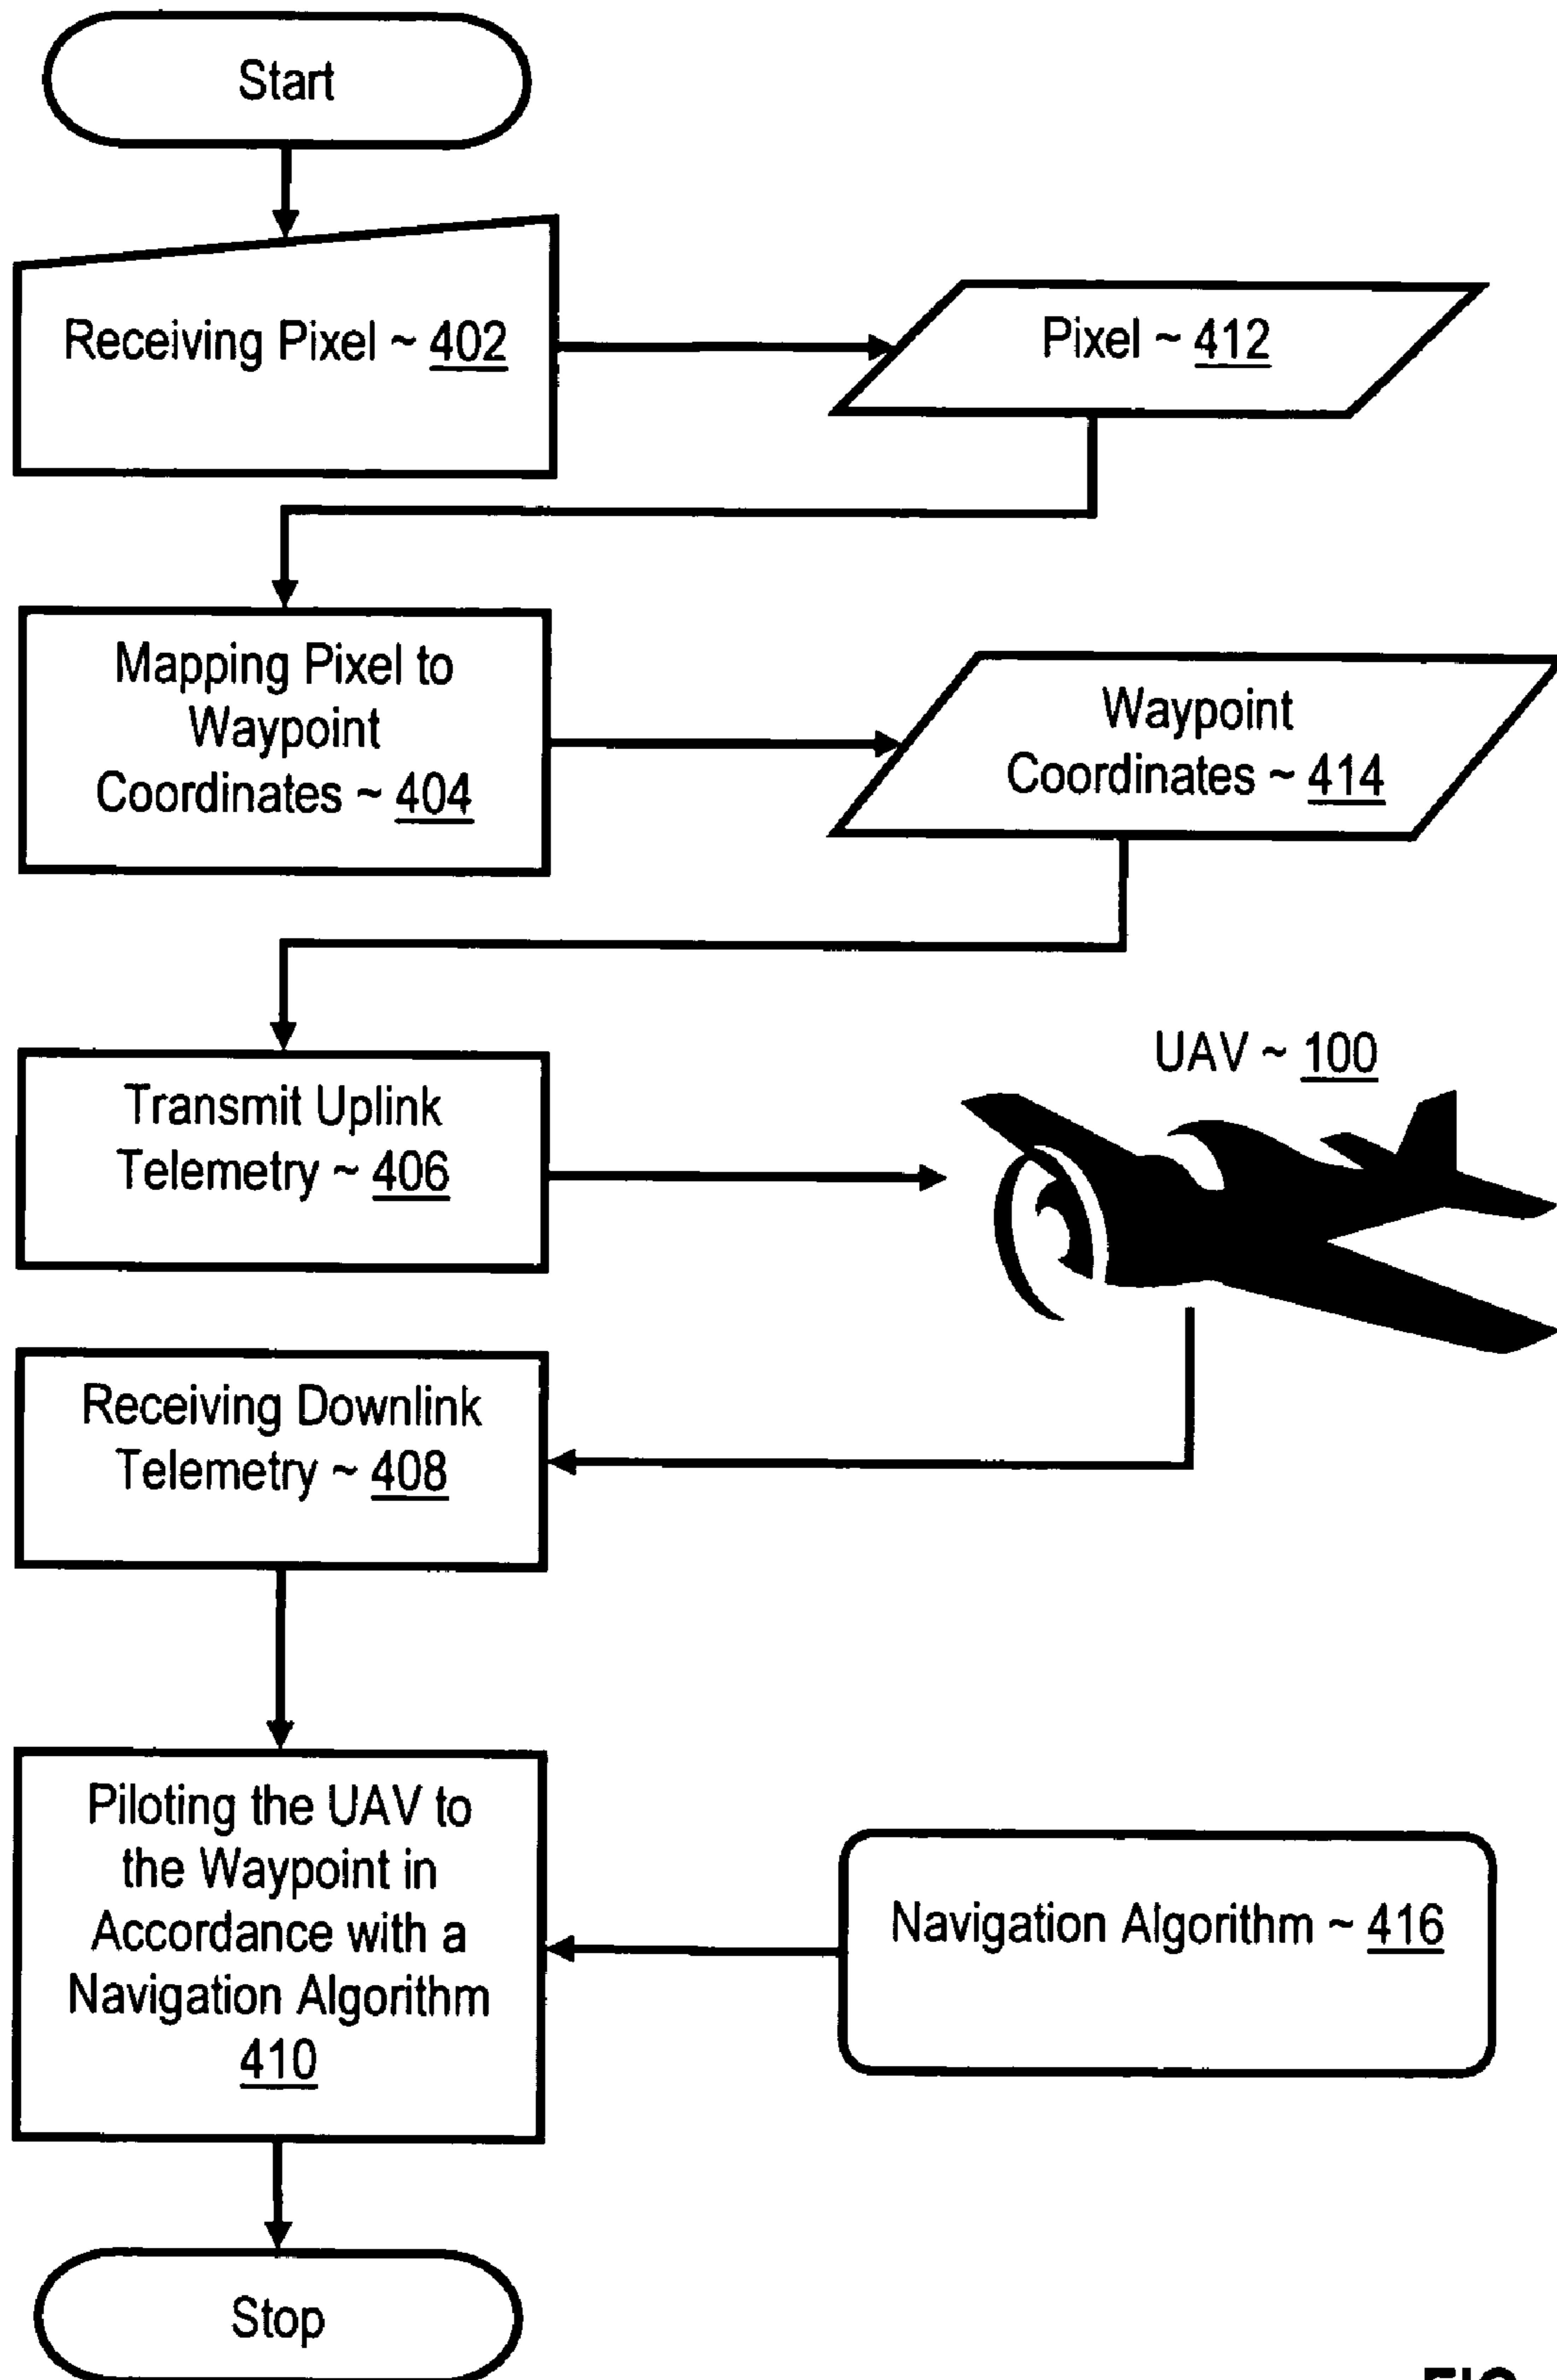 Start
Receiving Pixel ~ 402
Pixel ~ 412
Mapping Pixel to
Waypoint
Coordinates ~ 404
Waypoint
Coordinates ~ 414
UAV ~ 100
Transmit Uplink
Telemetry ~ 406
Receiving Downlink
Telemetry ~ 408
Piloting the UAV to
the Waypoint in
Accordance with a
Navigation Algorithm
410
Navigation Algorithm ~ 416
Stop